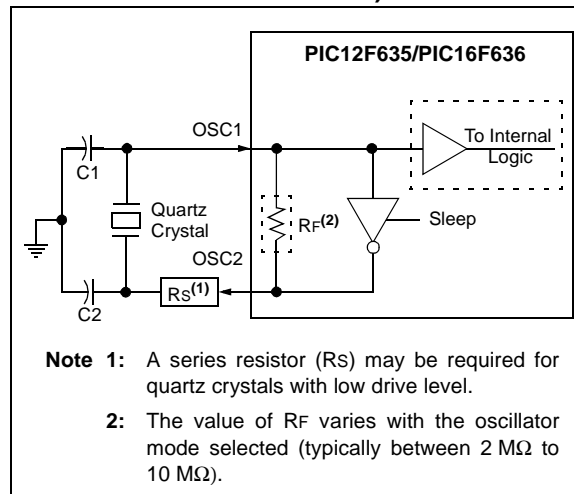 PIC12F635/PIC16F636
OSC1
To Internal
Logic
C1
Quartz
Crystal
RF(2)
Sleep
OSC2
RS(1)
C2
Note 1: A series resistor (RS) may be required for
quartz crystals with low drive level.
2: The value of RF varies with the oscillator
mode selected (typically between 2 MΩ to
10 MΩ).